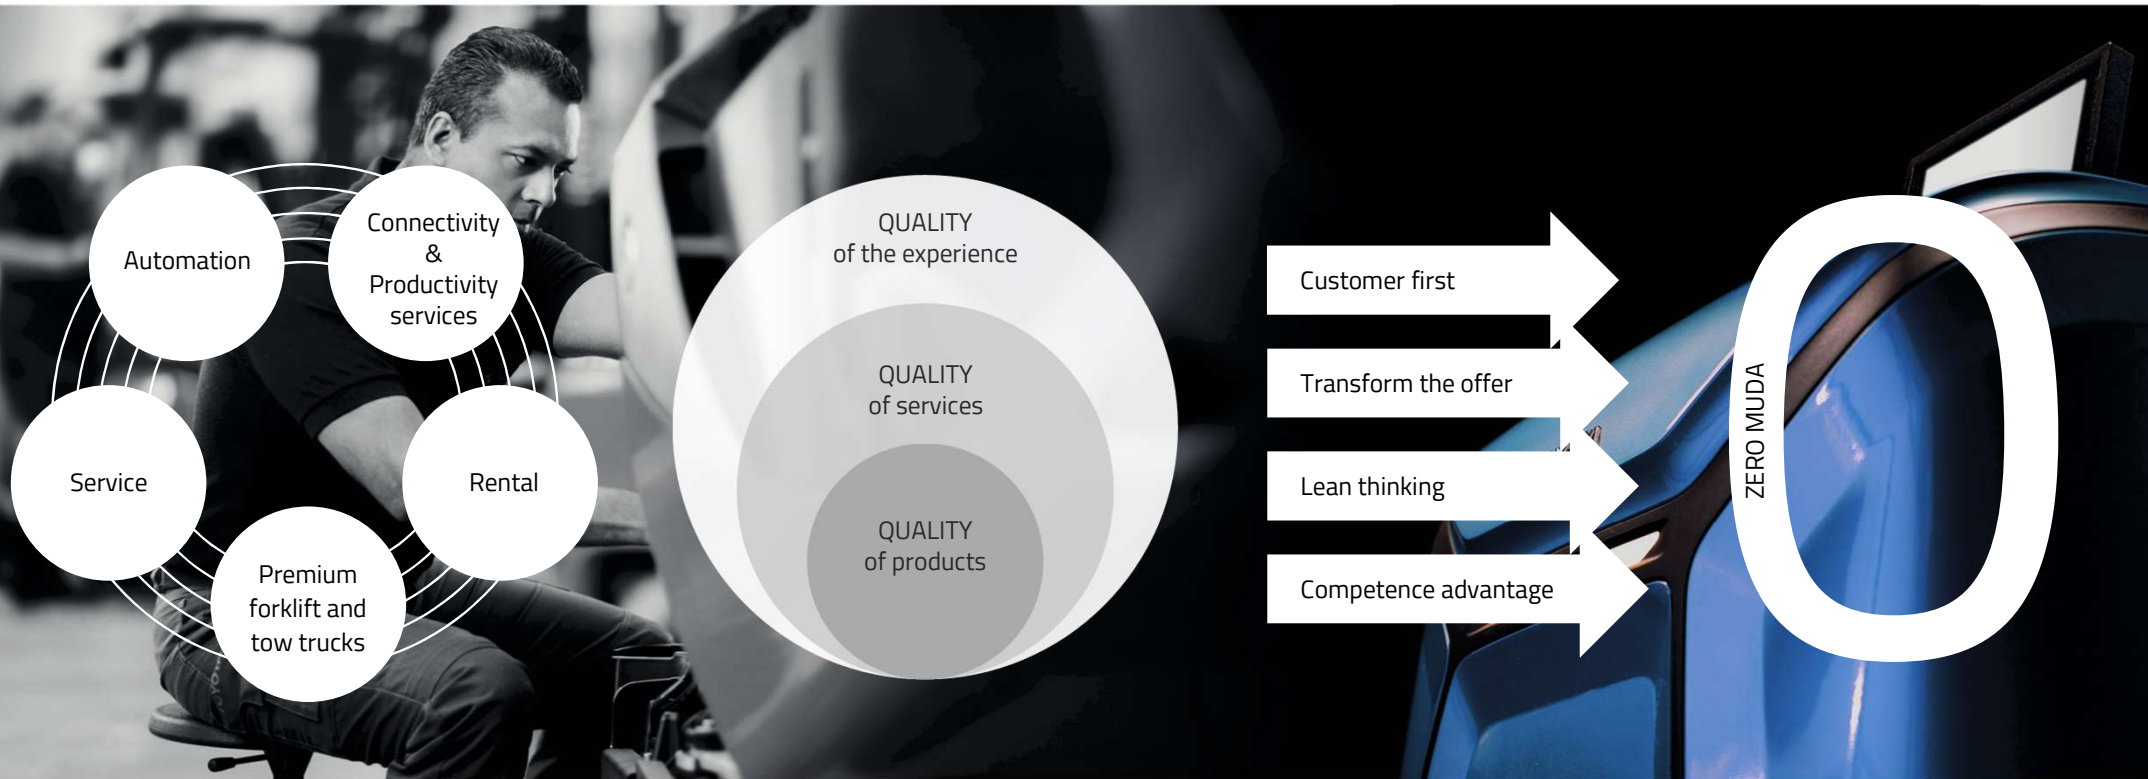 Automation
Connectivity
&
Productivity
services
Service
Rental
Premium
forklift and
tow trucks
QUALITY
of the experience
QUALITY
of services
QUALITY
of products
Customer first
Transform the offer
Lean thinking
Competence advantage
ZERO MUDA
0